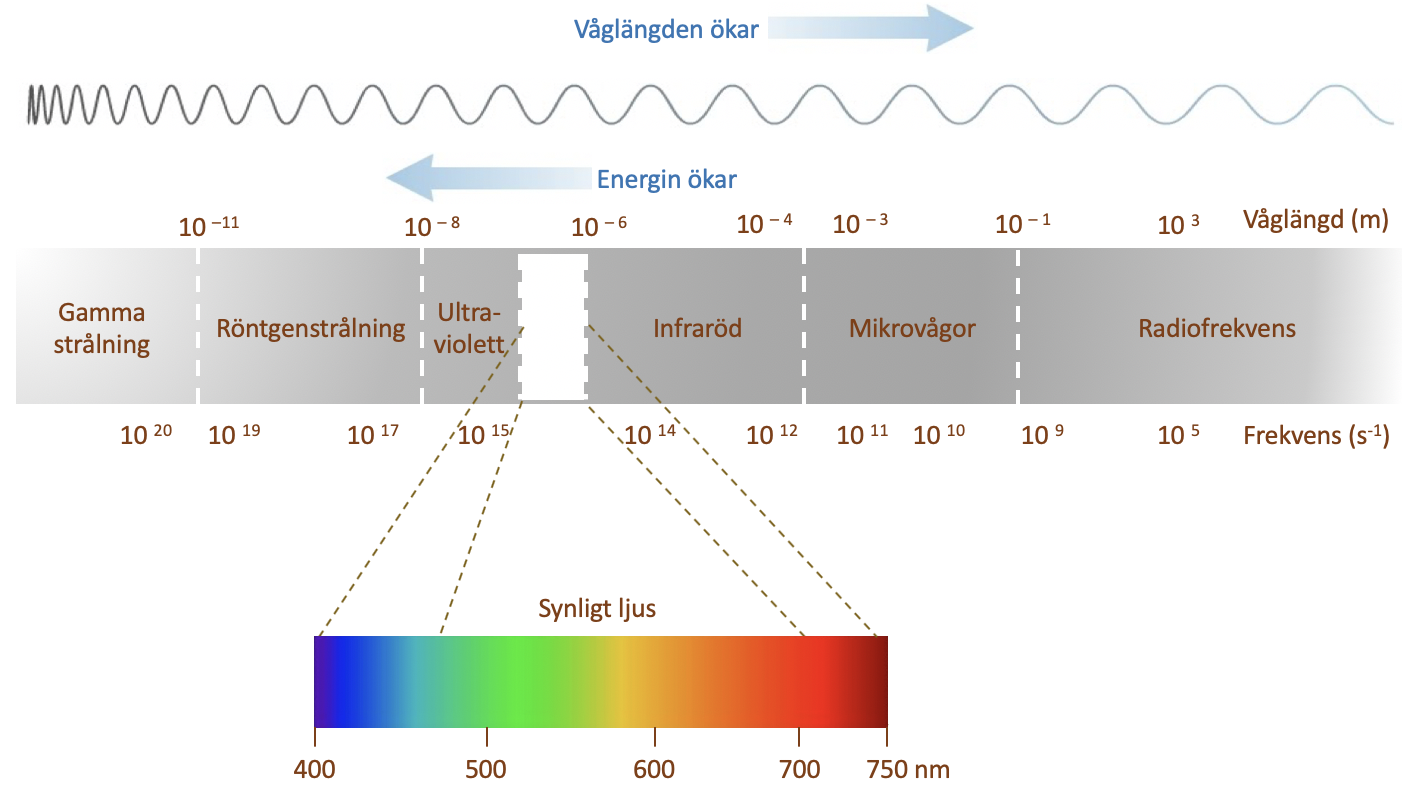 Våglängden ökar
Energin ökar
10 –11 10 – 8 10 – 6 10 – 4 10 – 3 10 – 1 10 3 Våglängd (m)
Gamma
strålning
Röntgenstrålning
Ultra-
violett
Infraröd
Mikrovågor
Radiofrekvens
10 20 10 19 10 17 10 15 10 14 10 12 10 11 10 10 10 9 10 5 Frekvens (s-1)
Synligt ljus
400 500 600 700 750 nm